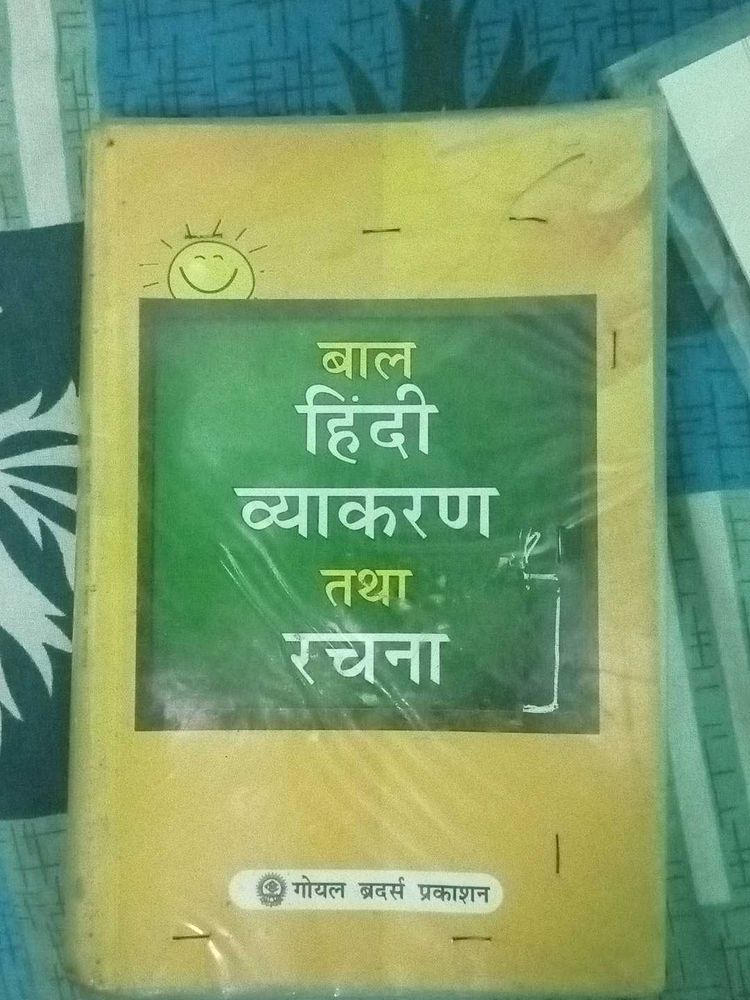 बाल
हिंदी
व्याकरण
तथा
रचना
गोयल ब्रदर्स प्रकाशन